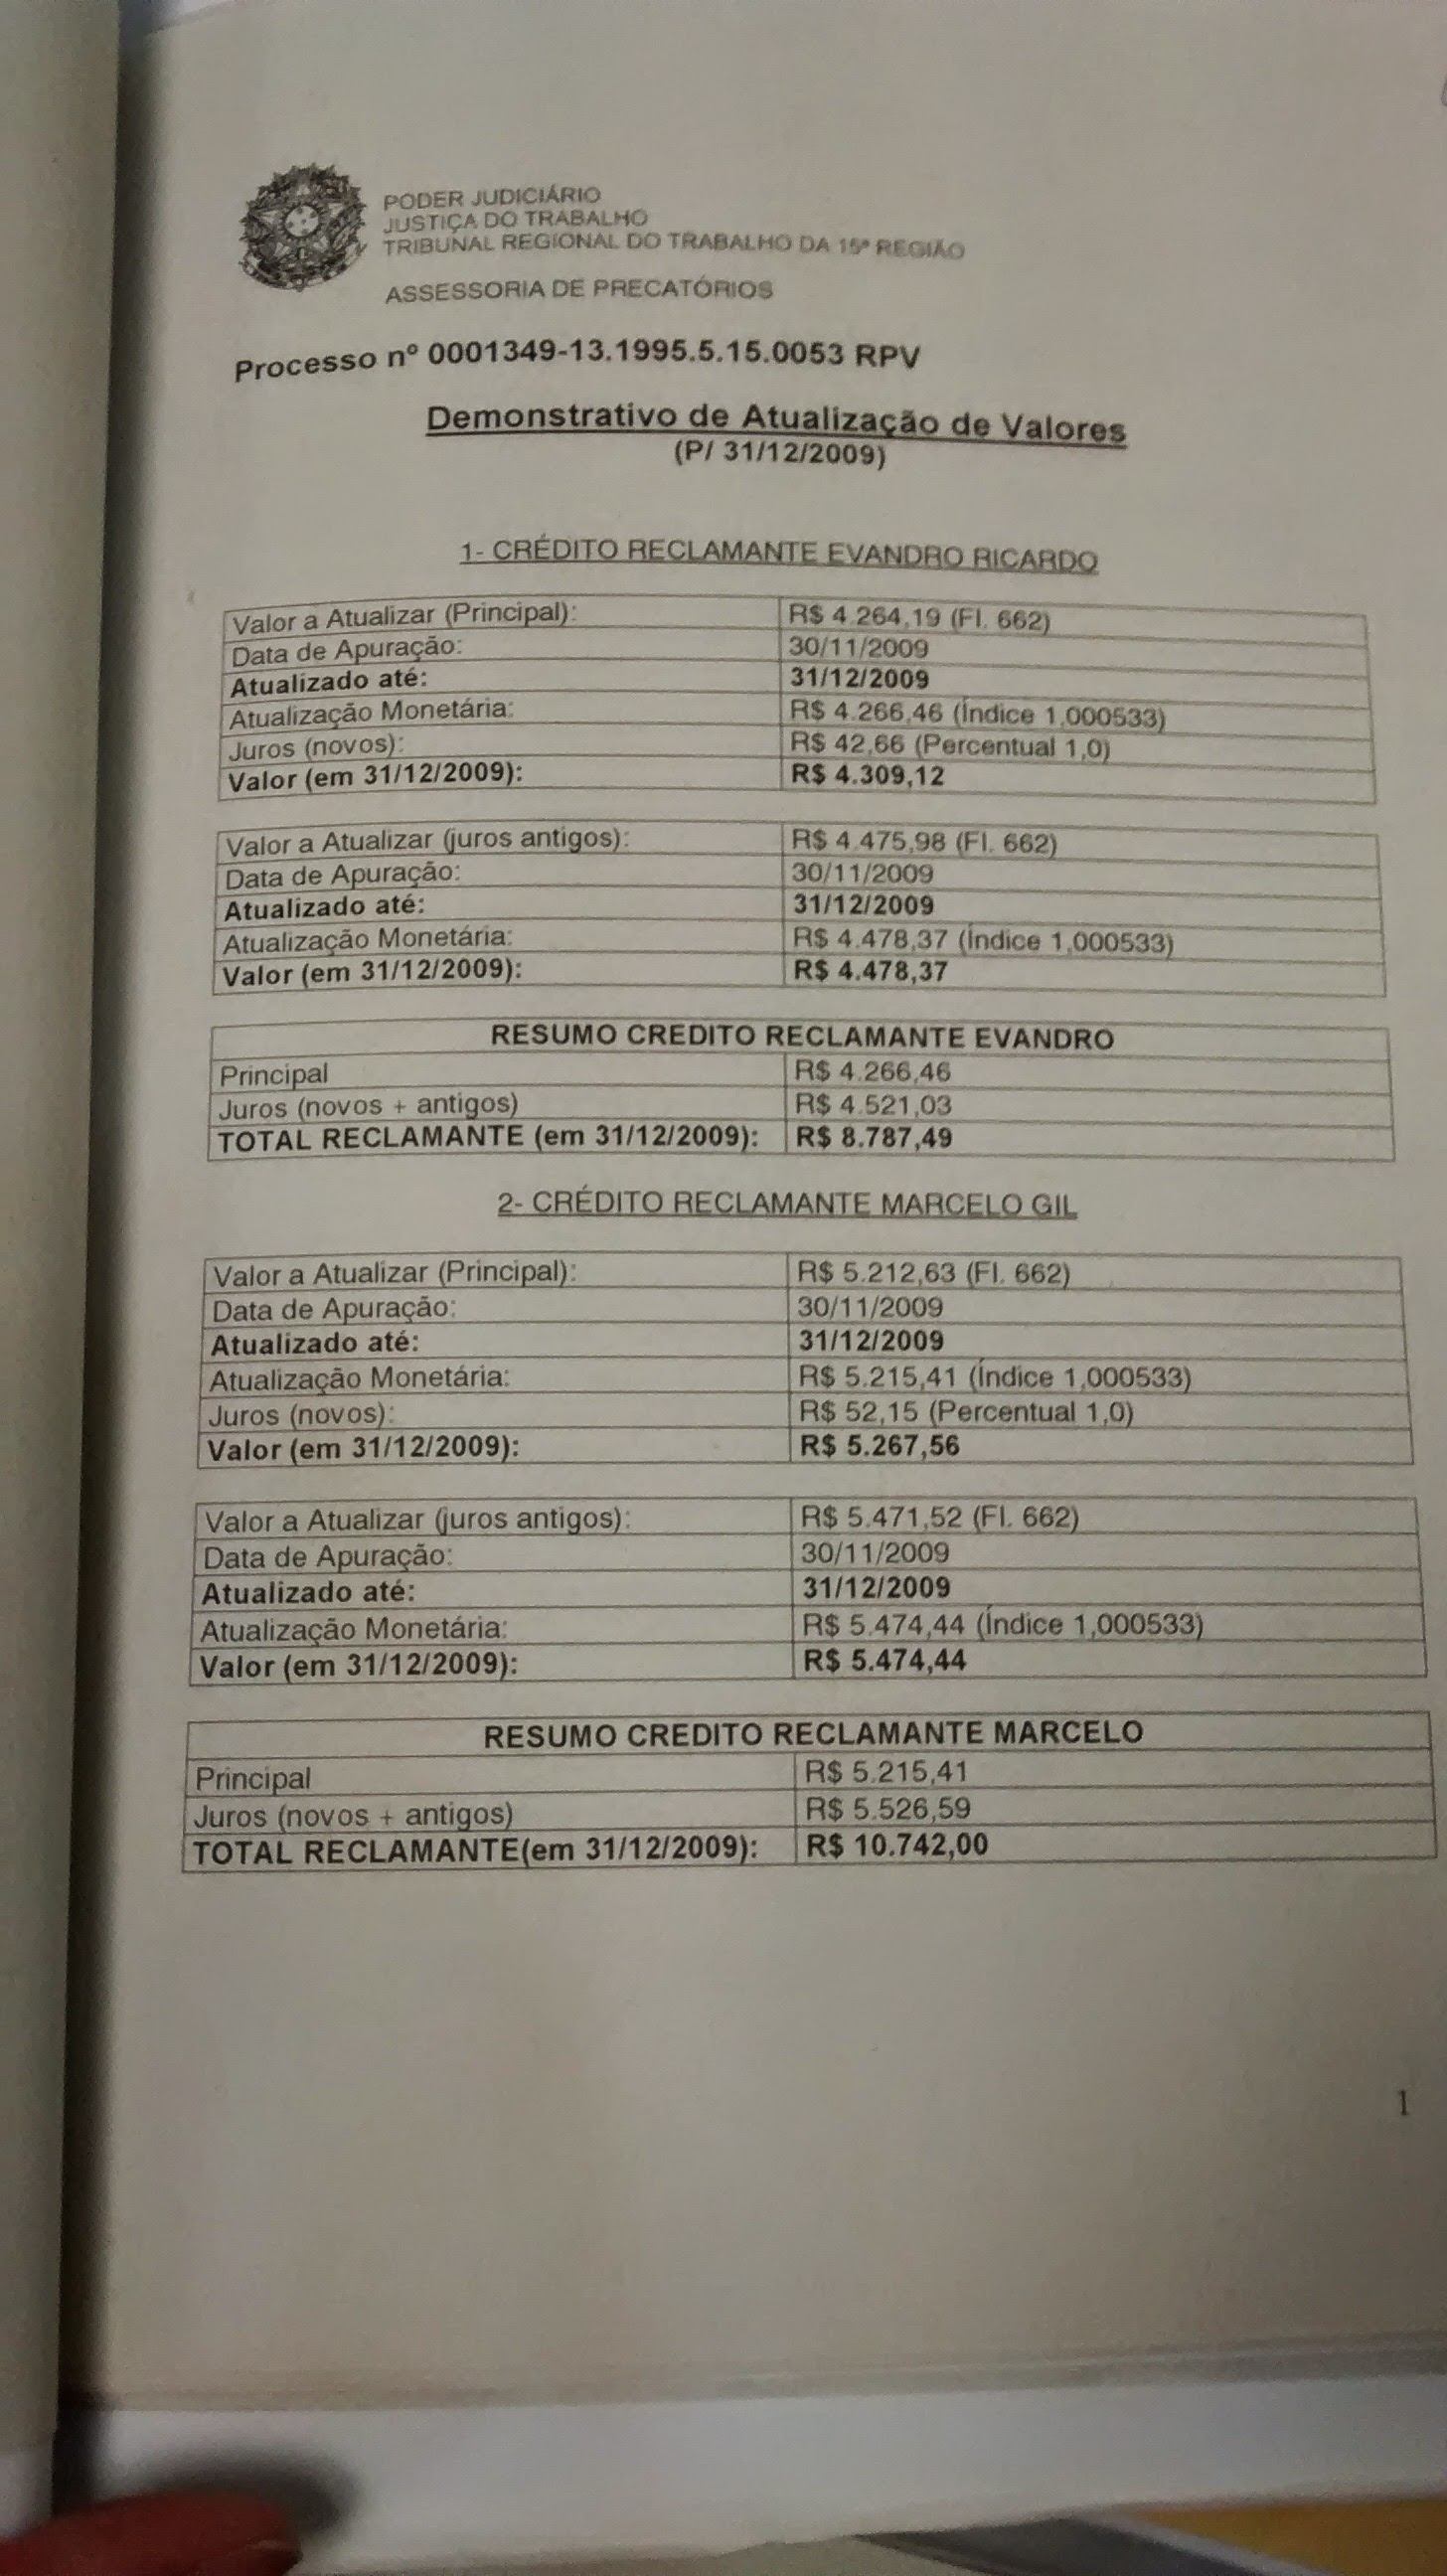 PODER JUDICIÁRIO
JUSTIÇA DO TRABALHO
TRIBUNAL REGIONAL DO TRABALHO DA 15ª REGIÃO
ASSESSORIA DE PRECATÓRIOS
Processo nº 0001349-13.1995.5.15.0053 RPV
Demonstrativo de Atualização de Valores
(P/ 31/12/2009)
1- CRÉDITO RECLAMANTE EVANDRO RICARDO
Valor a Atualizar (Principal): R$ 4.264,19 (Fl. 662)
Data de Apuração: 30/11/2009
Atualizado até: 31/12/2009
Atualização Monetária: R$ 4.266,46 (Índice 1,000533)
Juros (novos): R$ 42,66 (Percentual 1,0)
Valor (em 31/12/2009): R$ 4.309,12
Valor a Atualizar (juros antigos): R$ 4.475,98 (Fl. 662)
Data de Apuração: 30/11/2009
Atualizado até: 31/12/2009
Atualização Monetária: R$ 4.478,37 (Índice 1,000533)
Valor (em 31/12/2009): R$ 4.478,37
RESUMO CREDITO RECLAMANTE EVANDRO
Principal R$ 4.266,46
Juros (novos + antigos) R$ 4.521,03
TOTAL RECLAMANTE (em 31/12/2009): R$ 8.787,49
2- CRÉDITO RECLAMANTE MARCELO GIL
Valor a Atualizar (Principal): R$ 5.212,63 (Fl. 662)
Data de Apuração: 30/11/2009
Atualizado até: 31/12/2009
Atualização Monetária: R$ 5.215,41 (Índice 1,000533)
Juros (novos): R$ 52,15 (Percentual 1,0)
Valor (em 31/12/2009): R$ 5.267,56
Valor a Atualizar (juros antigos): R$ 5.471,52 (Fl. 662)
Data de Apuração: 30/11/2009
Atualizado até: 31/12/2009
Atualização Monetária: R$ 5.474,44 (Índice 1,000533)
Valor (em 31/12/2009): R$ 5.474,44
RESUMO CREDITO RECLAMANTE MARCELO
Principal R$ 5.215,41
Juros (novos + antigos) R$ 5.526,59
TOTAL RECLAMANTE(em 31/12/2009): R$ 10.742,00
1